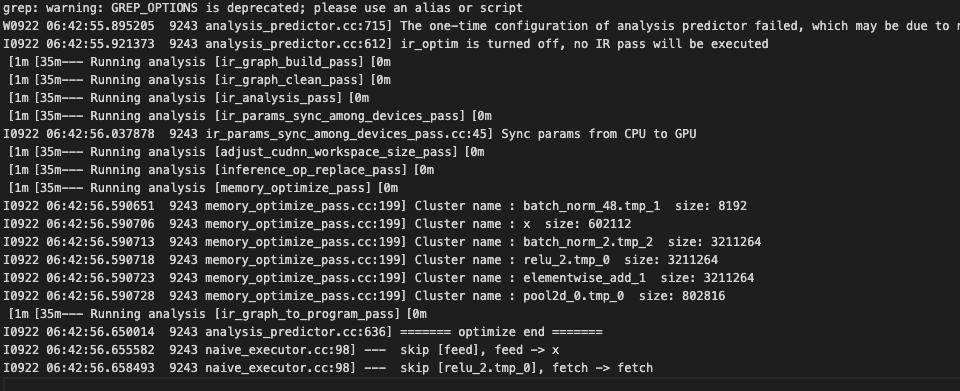 grep: warning: GREP_OPTIONS is deprecated; please use an alias or script
W0922 06:42:55.895205  9243 analysis_predictor.cc:715] The one-time configuration of analysis predictor failed, which may be due to
I0922 06:42:55.921373  9243 analysis_predictor.cc:612] ir_optim is turned off, no IR pass will be executed
[1m [35m--- Running analysis [ir_graph_build_pass] [0m
[1m [35m--- Running analysis [ir_graph_clean_pass] [0m
[1m [35m--- Running analysis [ir_analysis_pass] [0m
[1m [35m--- Running analysis [ir_params_sync_among_devices_pass] [0m
I0922 06:42:56.037878  9243 ir_params_sync_among_devices_pass.cc:45] Sync params from CPU to GPU
[1m [35m--- Running analysis [adjust_cudnn_workspace_size_pass] [0m
[1m [35m--- Running analysis [inference_op_replace_pass] [0m
[1m [35m--- Running analysis [memory_optimize_pass] [0m
I0922 06:42:56.590651  9243 memory_optimize_pass.cc:199] Cluster name : batch_norm_48.tmp_1  size: 8192
I0922 06:42:56.590706  9243 memory_optimize_pass.cc:199] Cluster name : x  size: 602112
I0922 06:42:56.590713  9243 memory_optimize_pass.cc:199] Cluster name : batch_norm_2.tmp_2  size: 3211264
I0922 06:42:56.590718  9243 memory_optimize_pass.cc:199] Cluster name : relu_2.tmp_0  size: 3211264
I0922 06:42:56.590723  9243 memory_optimize_pass.cc:199] Cluster name : elementwise_add_1  size: 3211264
I0922 06:42:56.590728  9243 memory_optimize_pass.cc:199] Cluster name : pool2d_0.tmp_0  size: 802816
[1m [35m--- Running analysis [ir_graph_to_program_pass] [0m
I0922 06:42:56.650014  9243 analysis_predictor.cc:636] ======= optimize end =======
I0922 06:42:56.655582  9243 naive_executor.cc:98] ---  skip [feed], feed -> x
I0922 06:42:56.658493  9243 naive_executor.cc:98] ---  skip [relu_2.tmp_0], fetch -> fetch